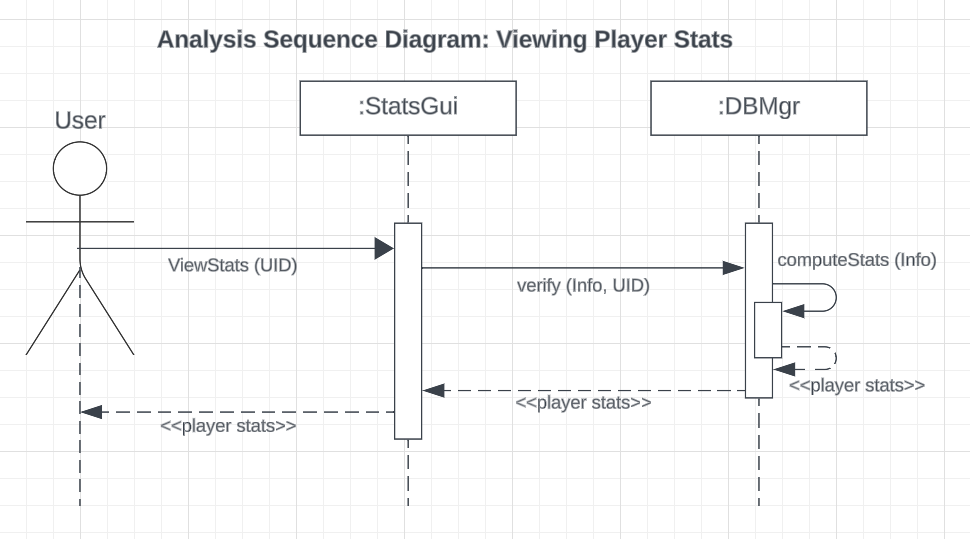 Analysis Sequence Diagram: Viewing Player Stats
:StatsGui
:DBMgr
User
ViewStats (UID)
computeStats (Info)
verify (Info, UID)
<<player stats>>
<<player stats>>
<<player stats>>